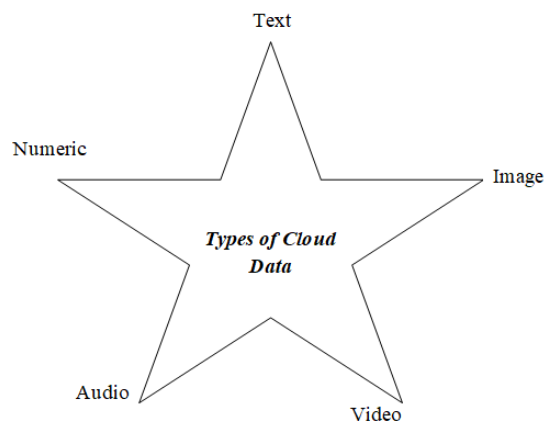 Text
Numeric
Image
Types of Cloud
Data
Audio
Video